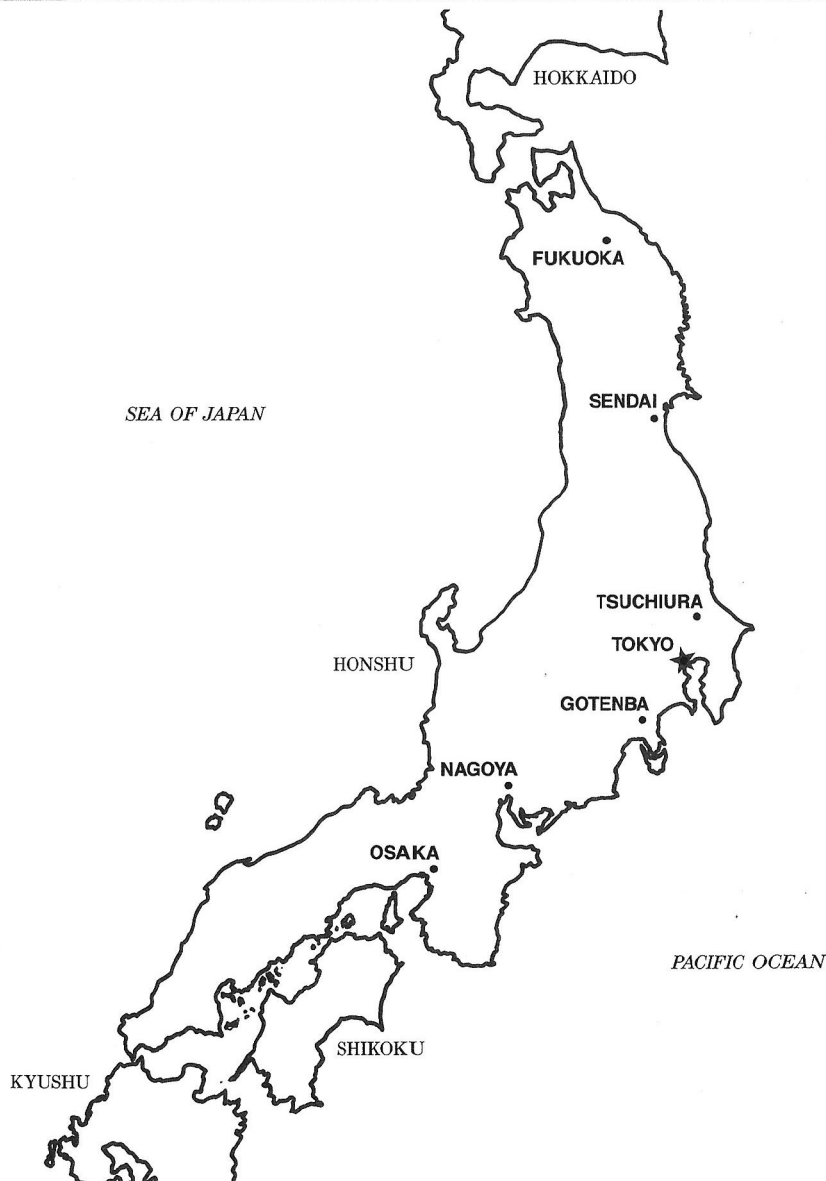 HOKKAIDO
FUKUOKA
SENDAI
SEA OF JAPAN
TSUCHIURA
TOKYO
HONSHU
GOTENBA
NAGOYA
OSAKA
PACIFIC OCEAN
SHIKOKU
KYUSHU